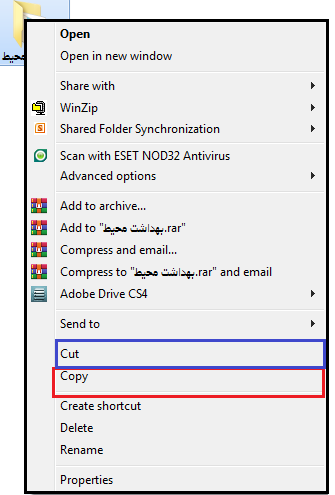 محیط
Open
Open in new window
Share with
WinZip
Shared Folder Synchronization
Scan with ESET NOD32 Antivirus
Advanced options
Add to archive...
Add to "بهداشت محیط.rar"
Compress and email...
Compress to "بهداشت محیط.rar" and email
Adobe Drive CS4
Send to
Cut
Copy
Create shortcut
Delete
Rename
Properties